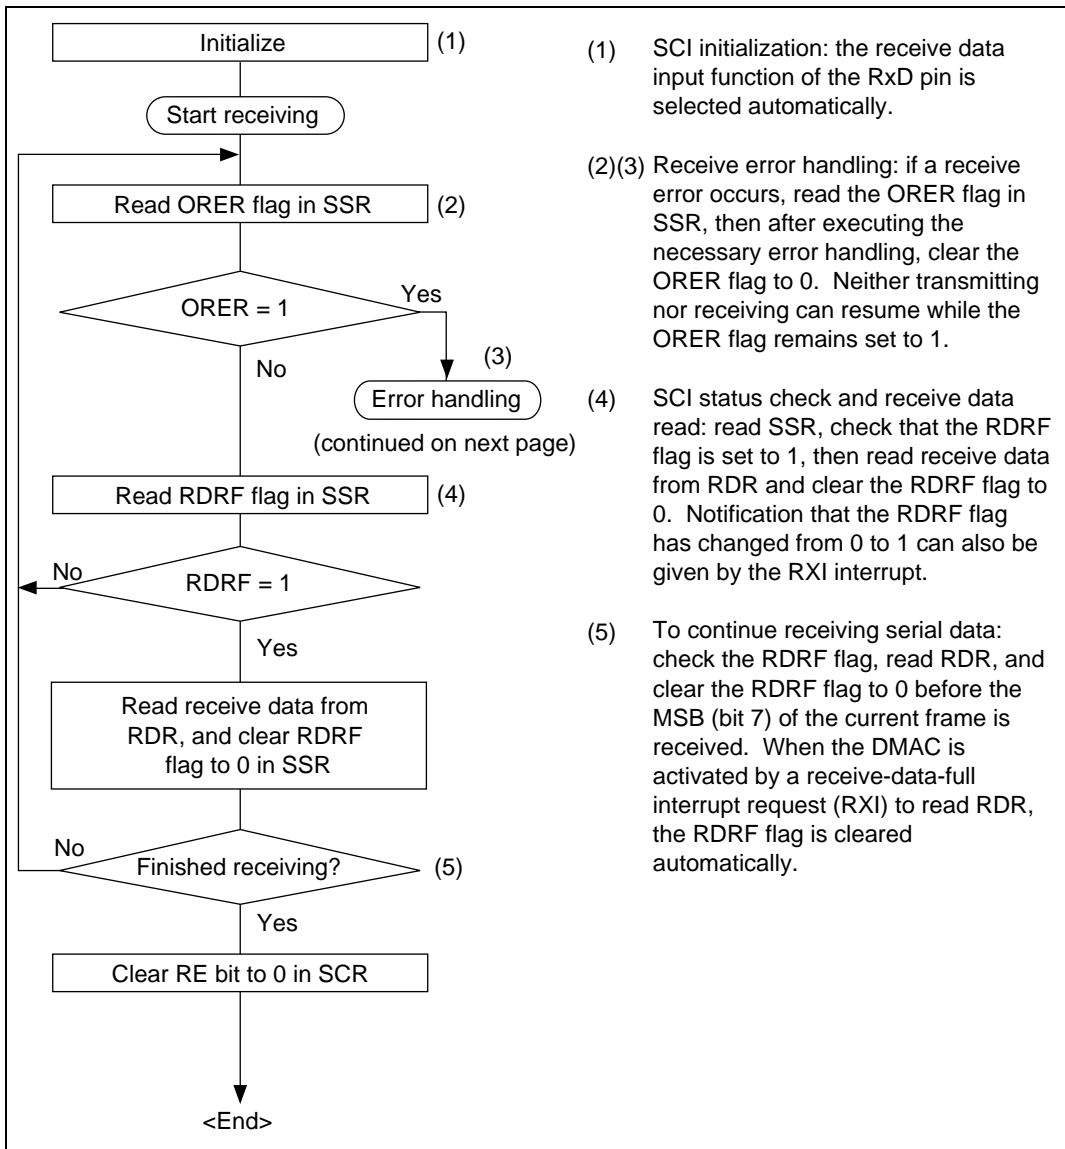 Initialize
(1)
Start receiving
Read ORER flag in SSR
(2)
ORER = 1
Yes
No
(3)
Error handling
(continued on next page)
Read RDRF flag in SSR
(4)
No
RDRF = 1
Yes
Read receive data from
RDR, and clear RDRF
flag to 0 in SSR
No
Finished receiving?
(5)
Yes
Clear RE bit to 0 in SCR
<End>
(1) SCI initialization: the receive data
input function of the RxD pin is
selected automatically.
(2)(3) Receive error handling: if a receive
error occurs, read the ORER flag in
SSR, then after executing the
necessary error handling, clear the
ORER flag to 0. Neither transmitting
nor receiving can resume while the
ORER flag remains set to 1.
(4) SCI status check and receive data
read: read SSR, check that the RDRF
flag is set to 1, then read receive data
from RDR and clear the RDRF flag to
0. Notification that the RDRF flag
has changed from 0 to 1 can also be
given by the RXI interrupt.
(5) To continue receiving serial data:
check the RDRF flag, read RDR, and
clear the RDRF flag to 0 before the
MSB (bit 7) of the current frame is
received. When the DMAC is
activated by a receive-data-full
interrupt request (RXI) to read RDR,
the RDRF flag is cleared
automatically.